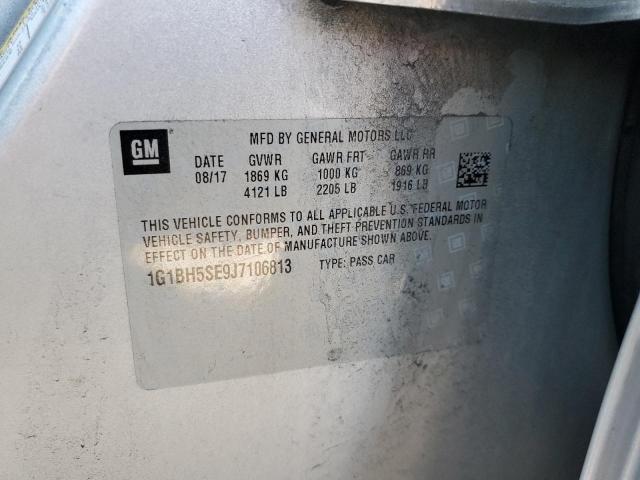 GM
MFD BY GENERAL MOTORS LLC
DATE GVWR GAWR FRT GAWR RR
08/17 1869 KG 1000 KG 869 KG
4121 LB 2205 LB 1916 LB
THIS VEHICLE CONFORMS TO ALL APPLICABLE U.S. FEDERAL MOTOR
VEHICLE SAFETY, BUMPER, AND THEFT PREVENTION STANDARDS IN
EFFECT ON THE DATE OF MANUFACTURE SHOWN ABOVE.
1G1BH5SE9J7106813 TYPE: PASS CAR